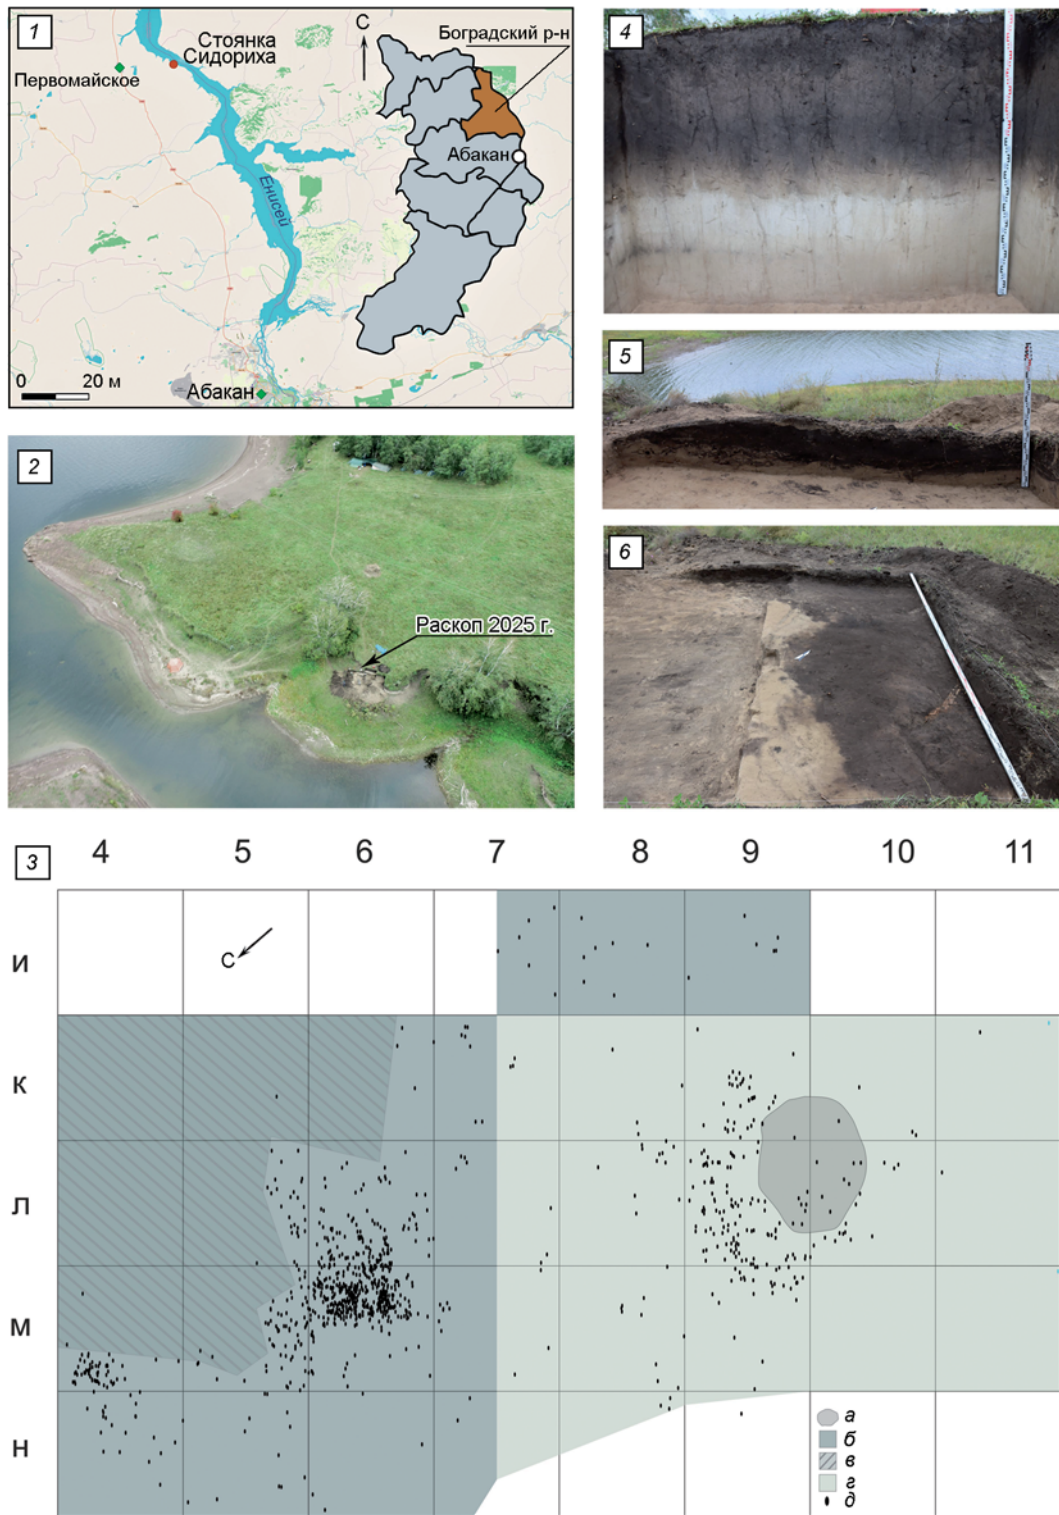 1
Стоянка
Сидориха
Первомайское
С
Боградский р-н
Абакан
Енисей
0 20 м
Абакан
2
Раскоп 2025 г.
4
5
6
3
4 5 6 7 8 9 10 11
И
С
К
Л
М
Н
а
б
в
г
д